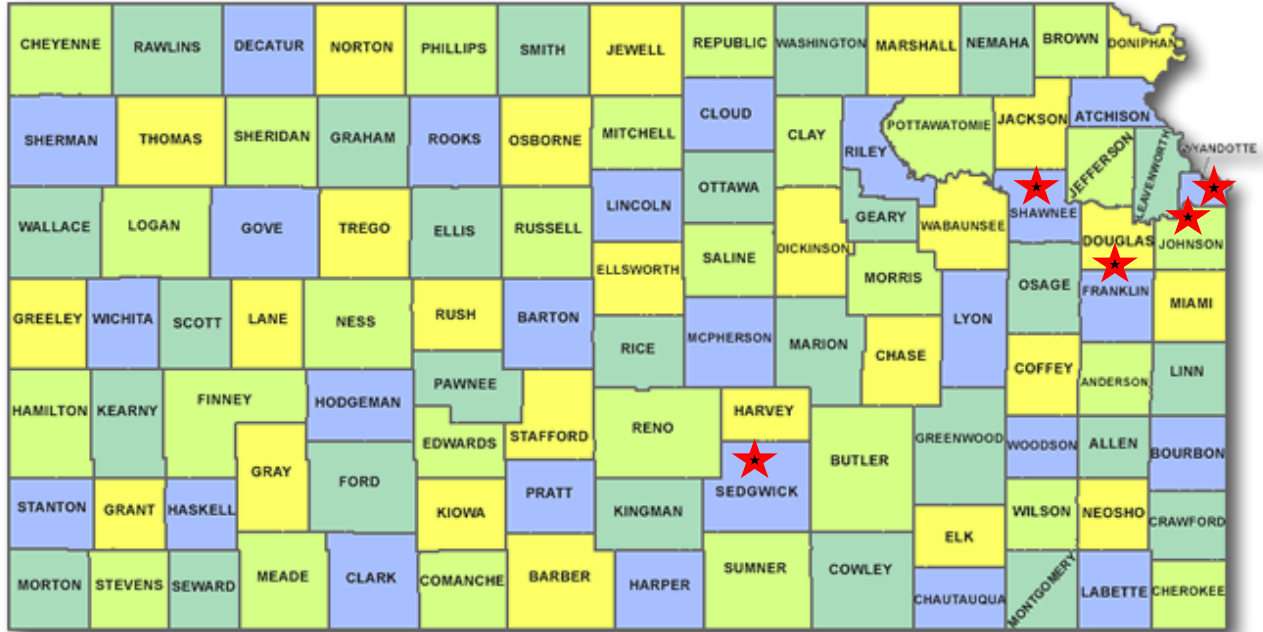 CHEYENNE
RAWLINS
DECATUR
NORTON
PHILLIPS
SMITH
JEWELL
REPUBLIC
WASHINGTON
MARSHALL
NEMAHA
BROWN
DONIPHAN
SHERMAN
THOMAS
SHERIDAN
GRAHAM
ROOKS
OSBORNE
MITCHELL
CLOUD
CLAY
RILEY
POTTAWATOMIE
JACKSON
ATCHISON
JEFFERSON
LEAVENWORTH
WYANDOTTE
WALLACE
LOGAN
GOVE
TREGO
ELLIS
RUSSELL
LINCOLN
OTTAWA
SALINE
DICKINSON
GEARY
WABAUNSEE
SHAWNEE
DOUGLAS
JOHNSON
ELLSWORTH
MORRIS
OSAGE
FRANKLIN
MIAMI
GREELEY
WICHITA
SCOTT
LANE
NESS
RUSH
BARTON
RICE
MCPHERSON
MARION
CHASE
LYON
COFFEY
ANDERSON
LINN
HAMILTON
KEARNY
FINNEY
HODGEMAN
PAWNEE
EDWARDS
STAFFORD
RENO
HARVEY
BUTLER
GREENWOOD
WOODSON
ALLEN
BOURBON
GRAY
FORD
SEDGWICK
STANTON
GRANT
HASKELL
KIOWA
PRATT
KINGMAN
ELK
WILSON
NEOSHO
CRAWFORD
MORTON
STEVENS
SEWARD
MEADE
CLARK
COMANCHE
BARBER
HARPER
SUMNER
COWLEY
CHAUTAUQUA
MONTGOMERY
LABETTE
CHEROKEE